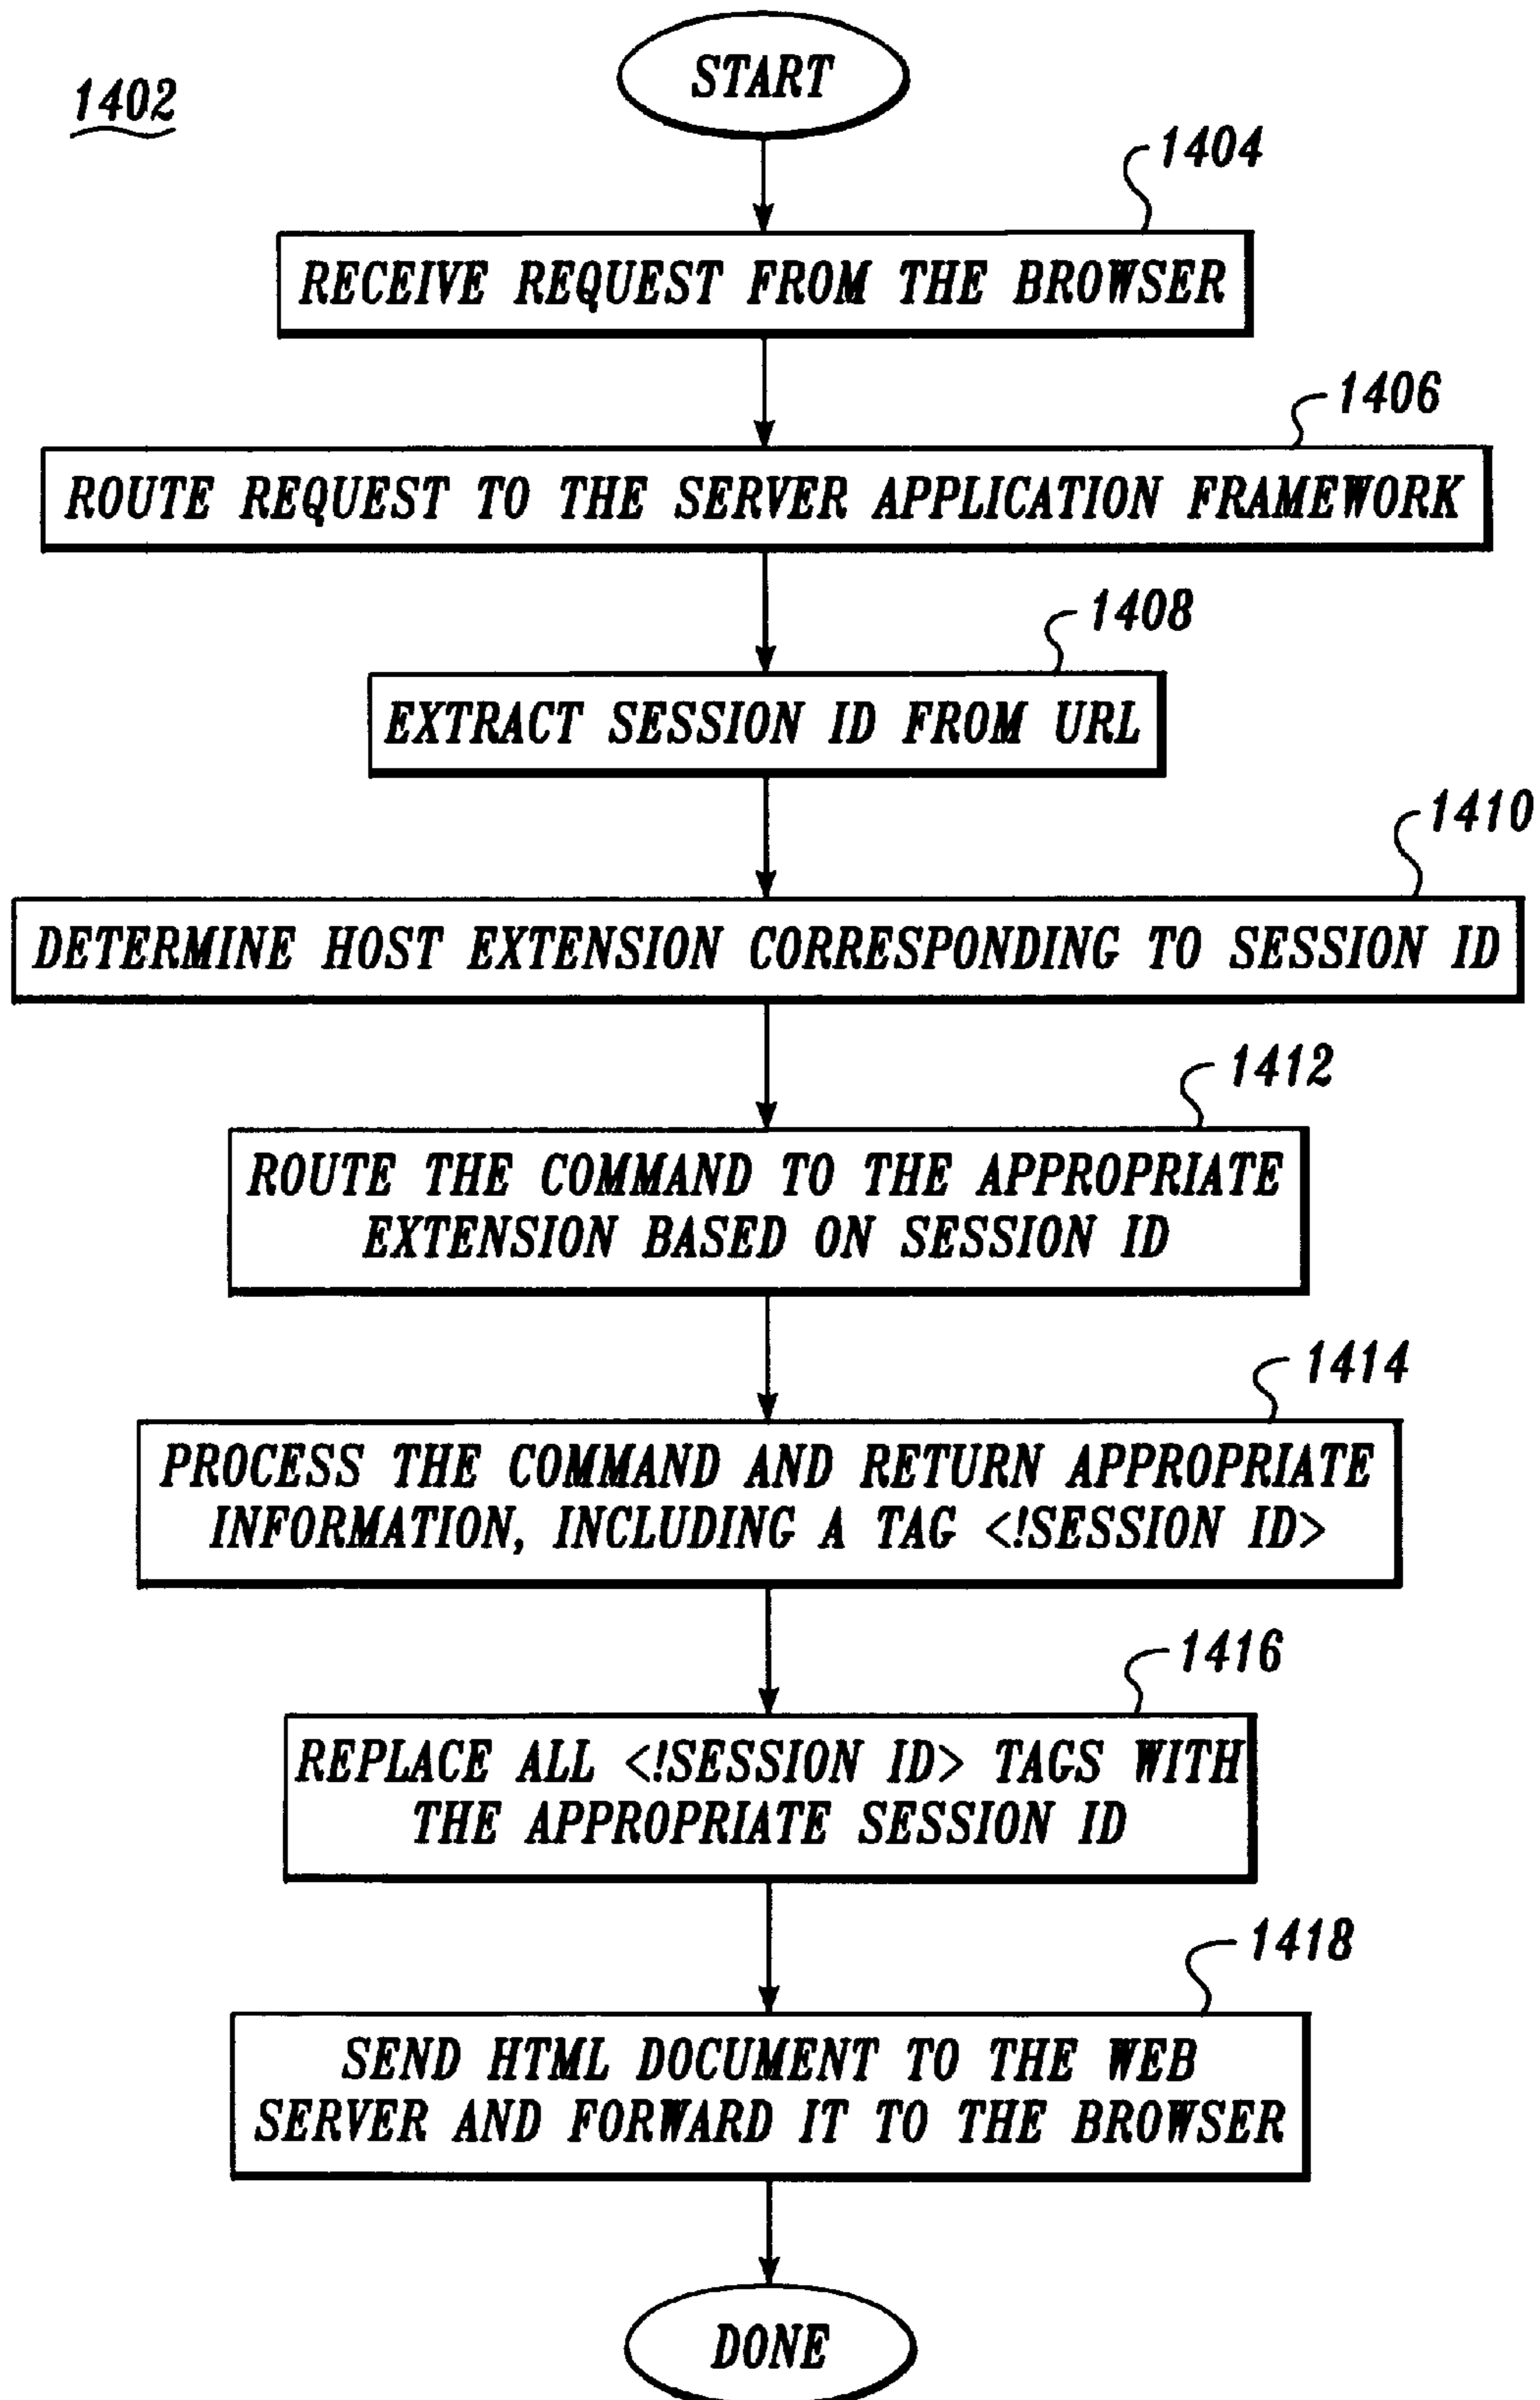 START
1402
1404
RECEIVE REQUEST FROM THE BROWSER
1406
ROUTE REQUEST TO THE SERVER APPLICATION FRAMEWORK
1408
EXTRACT SESSION ID FROM URL
1410
DETERMINE HOST EXTENSION CORRESPONDING TO SESSION ID
1412
ROUTE THE COMMAND TO THE APPROPRIATE
EXTENSION BASED ON SESSION ID
1414
PROCESS THE COMMAND AND RETURN APPROPRIATE
INFORMATION, INCLUDING A TAG <!SESSION ID>
1416
REPLACE ALL <!SESSION ID> TAGS WITH
THE APPROPRIATE SESSION ID
1418
SEND HTML DOCUMENT TO THE WEB
SERVER AND FORWARD IT TO THE BROWSER
DONE